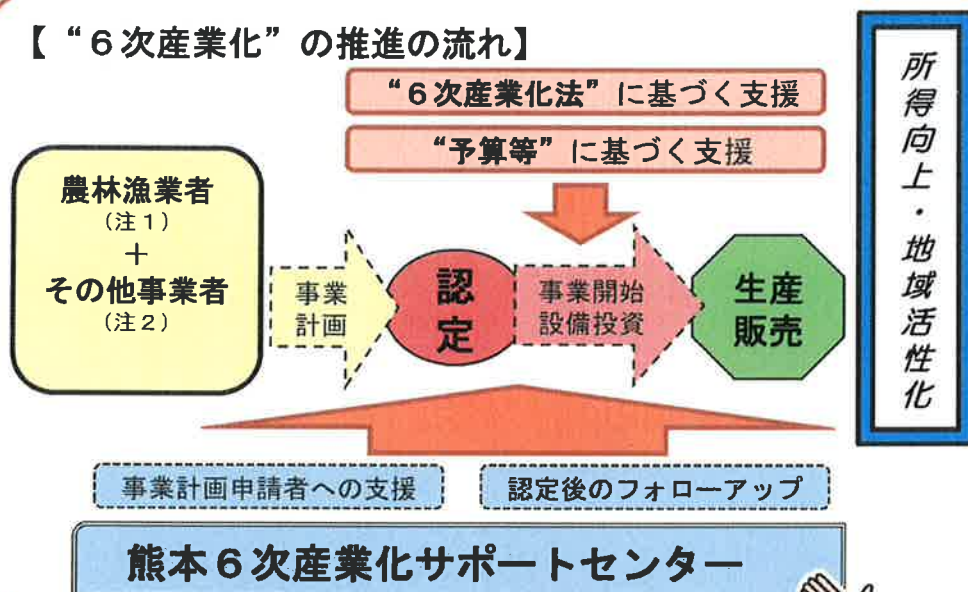 【“６次産業化”の推進の流れ】
“６次産業化法”に基づく支援
“予算等”に基づく支援
農林漁業者
（注１）
＋
その他事業者
（注２）
事業
計画
認
定
事業開始
設備投資
生産
販売
所得向上・地域活性化
事業計画申請者への支援
認定後のフォローアップ
熊本６次産業化サポートセンター